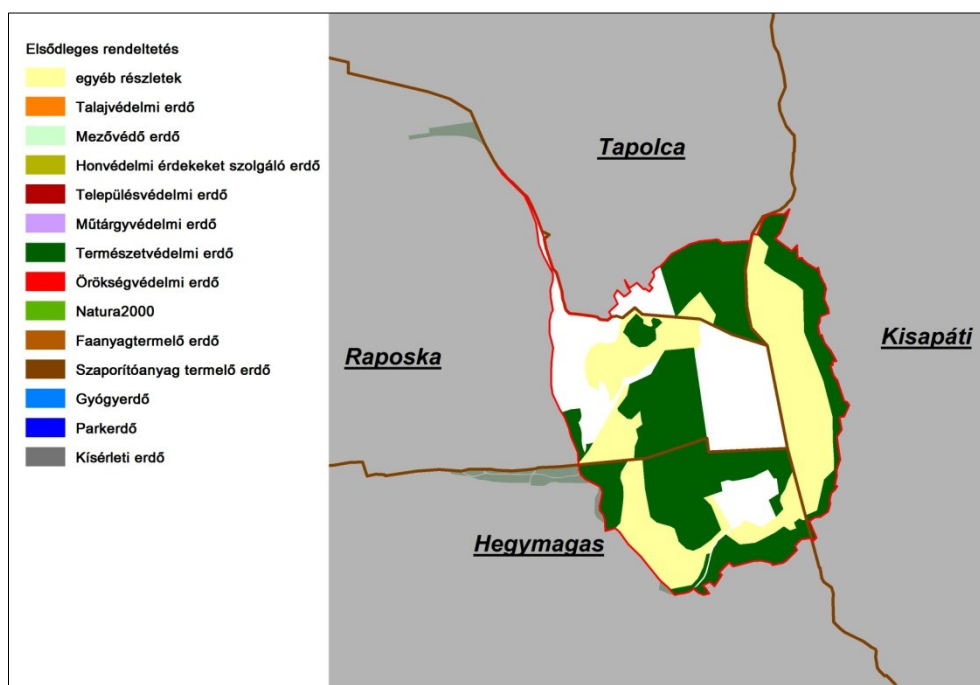 Elsődleges rendeltetés
egyéb részletek
Talajvédelmi erdő
Mezővédő erdő
Honvédelmi érdekeket szolgáló erdő
Településvédelmi erdő
Műtárgyvédelmi erdő
Természetvédelmi erdő
Örökségvédelmi erdő
Natura2000
Faanyagtermelő erdő
Szaporítóanyag termelő erdő
Gyógyerdő
Parkerdő
Kísérleti erdő
Tapolca
Kisapáti
Raposka
Hegymagas